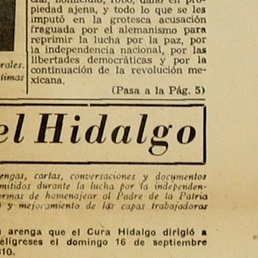 cia, homicidio, robo, daño en pro-
piedad ajena, y todo lo que se les
imputó en la grotesca acusación
fraguada por el alemanismo para
reprimir la lucha por la paz, por
la independencia nacional, por las
libertades democráticas y por la
continuación de la revolución me-
xicana.
(Pasa a la Pág. 5)
rales.
timas
el Hidalgo
engas, cartas, conversaciones y documentos
mitidos durante la lucha por la independen-
ormas de homenajear al Padre de la Patria
y mejoramiento de las capas trabajadoras
arenga que el Cura Hidalgo dirigió a
eligreses el domingo 16 de septiembre
810.